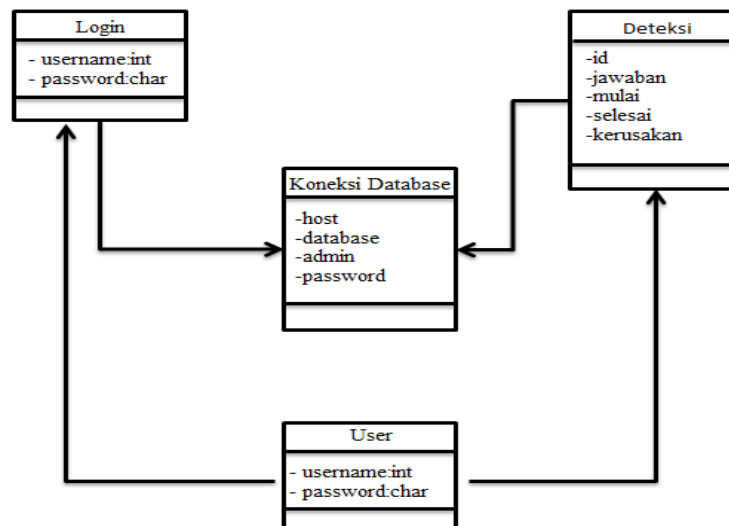 Login
- username:int
- password:char
Deteksi
-id
-jawaban
-mulai
-selesai
-kerusakan
Koneksi Database
-host
-database
-admin
-password
User
- username:int
- password:char